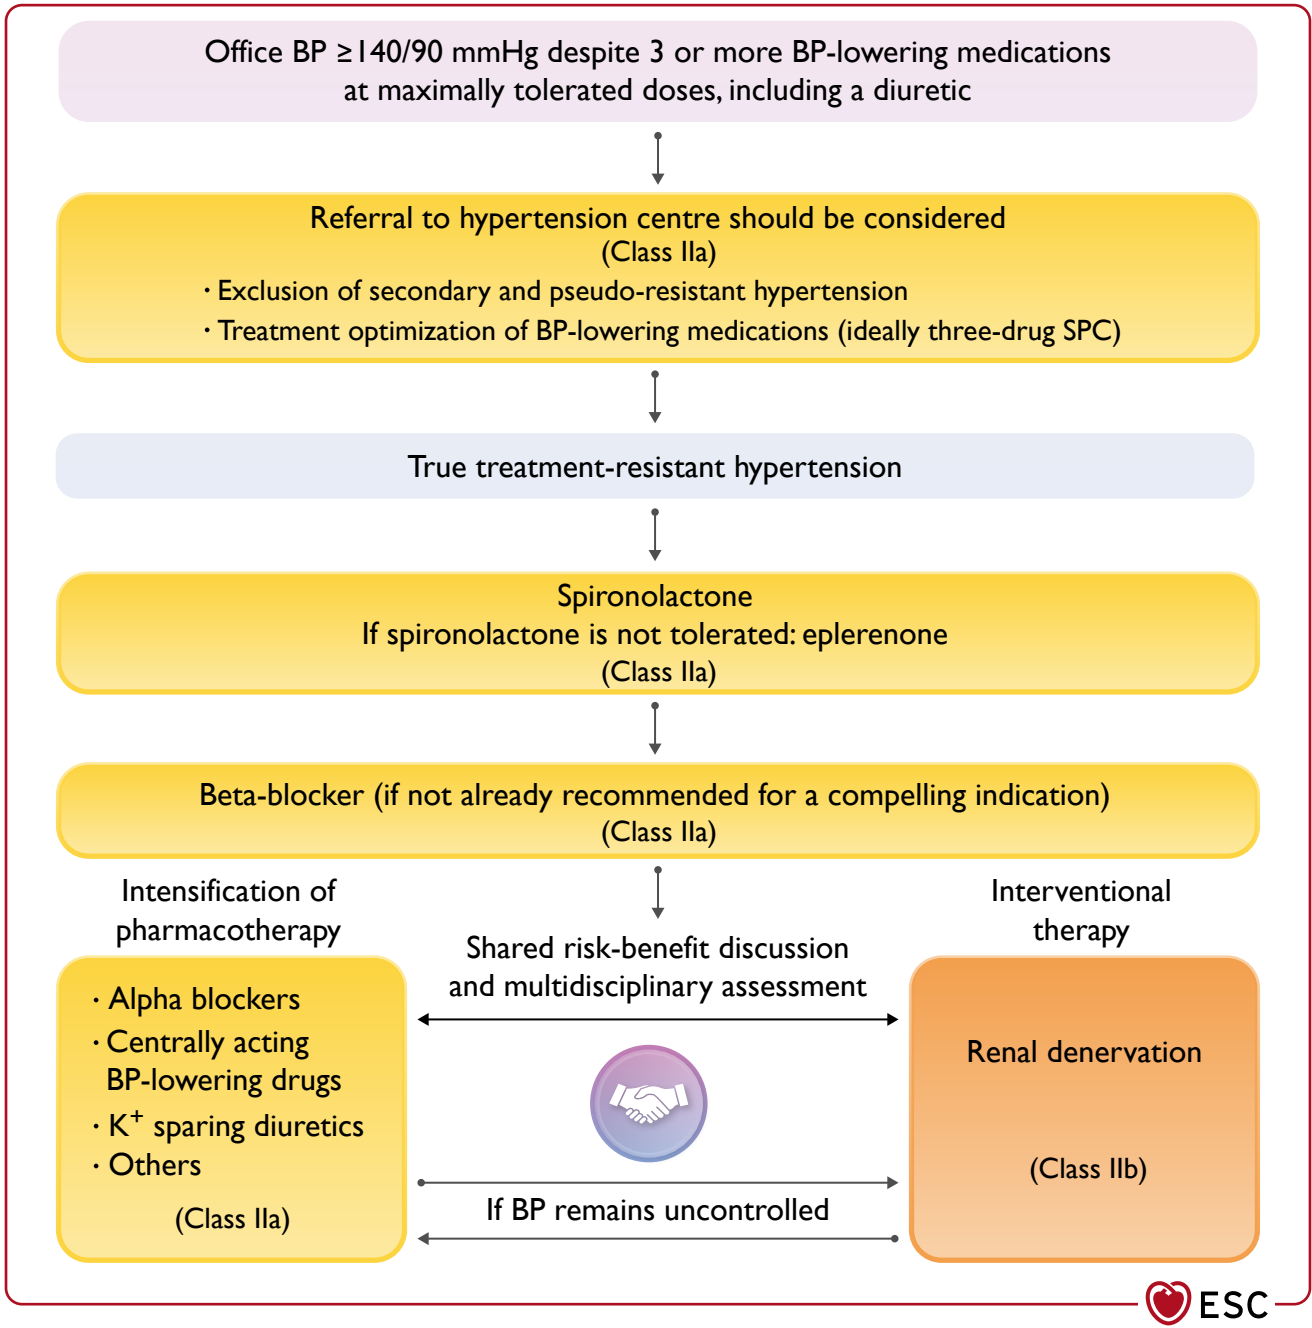 Office BP ≥140/90 mmHg despite 3 or more BP-lowering medications
at maximally tolerated doses, including a diuretic
Referral to hypertension centre should be considered
(Class IIa)
· Exclusion of secondary and pseudo-resistant hypertension
· Treatment optimization of BP-lowering medications (ideally three-drug SPC)
True treatment-resistant hypertension
Spironolactone
If spironolactone is not tolerated: eplerenone
(Class IIa)
Beta-blocker (if not already recommended for a compelling indication)
(Class IIa)
Intensification of
pharmacotherapy
· Alpha blockers
· Centrally acting
BP-lowering drugs
· K⁺ sparing diuretics
· Others
(Class IIa)
Shared risk-benefit discussion
and multidisciplinary assessment
If BP remains uncontrolled
Interventional
therapy
Renal denervation
(Class IIb)
ESC